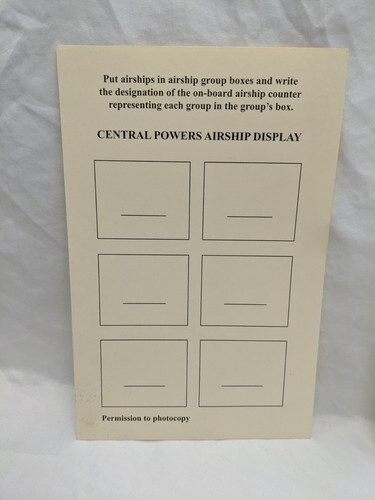 Put airships in airship group boxes and write
the designation of the on-board airship counter
representing each group in the group's box.
CENTRAL POWERS AIRSHIP DISPLAY
Permission to photocopy